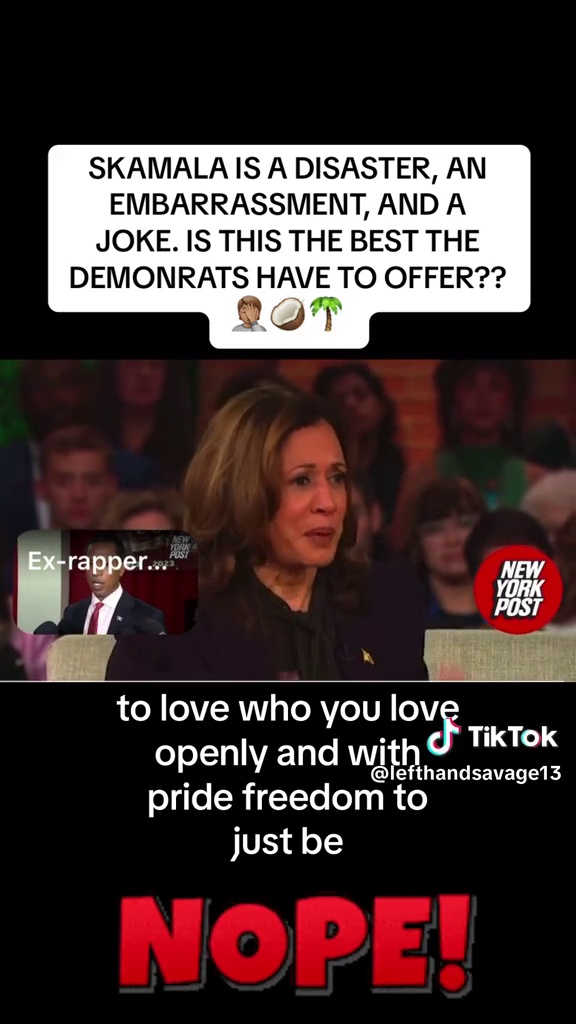 SKAMALA IS A DISASTER, AN
EMBARRASSMENT, AND A
JOKE. IS THIS THE BEST THE
DEMONRATS HAVE TO OFFER??
🤦🏽🥥🌴
Ex-rapper...
NEW
YORK
POST
2023
NEW
YORK
POST
to love who you love
openly and with
pride freedom to
just be
TikTok
@lefthandsavage13
NOPE!